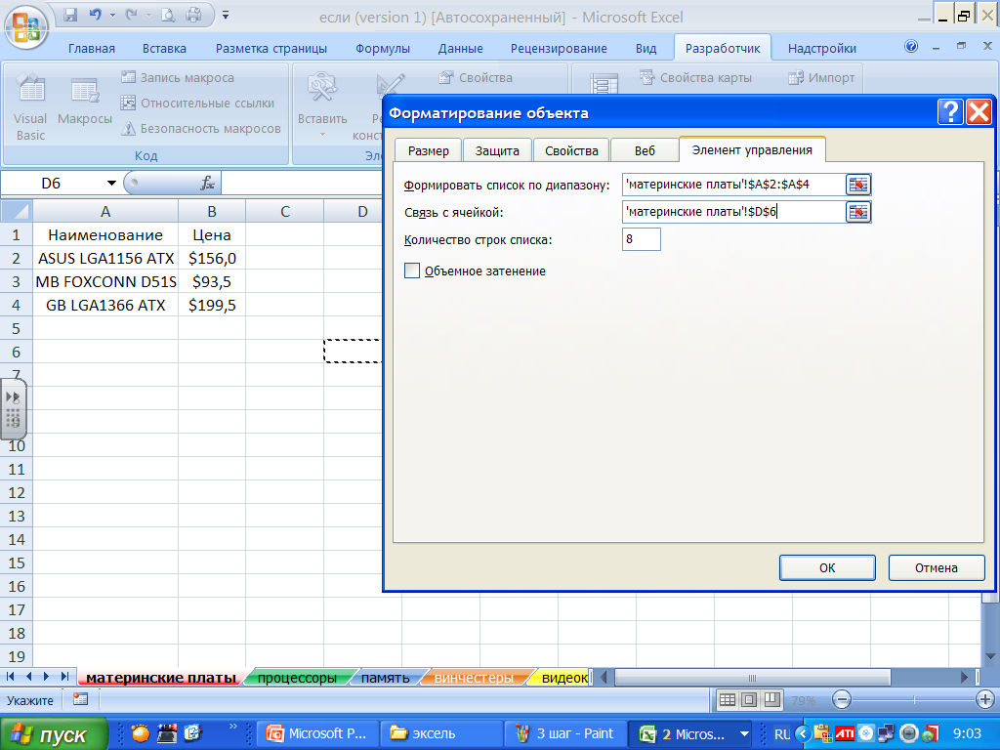 если (version 1) [Автосохраненный] - Microsoft Excel
Главная Вставка Разметка страницы Формулы Данные Рецензирование Вид Разработчик Надстройки
Visual Basic
Макросы
Запись макроса
Относительные ссылки
Безопасность макросов
Код
Вставить
Свойства
Свойства карты
Импорт
D6
fx
A B C D
1 Наименование Цена
2 ASUS LGA1156 ATX $156,0
3 MB FOXCONN D51S $93,5
4 GB LGA1366 ATX $199,5
5
6
7
10
11
12
13
14
15
16
17
18
19
Форматирование объекта
Размер Защита Свойства Веб Элемент управления
Формировать список по диапазону: 'материнские платы'!$A$2:$A$4
Связь с ячейкой: 'материнские платы'!$D$6
Количество строк списка: 8
Объемное затенение
ОК Отмена
материнские платы процессоры память винчестеры видеок
Укажите 79%
пуск Microsoft P... эксель 3 шаг - Paint 2 Micros... RU ATI 9:03